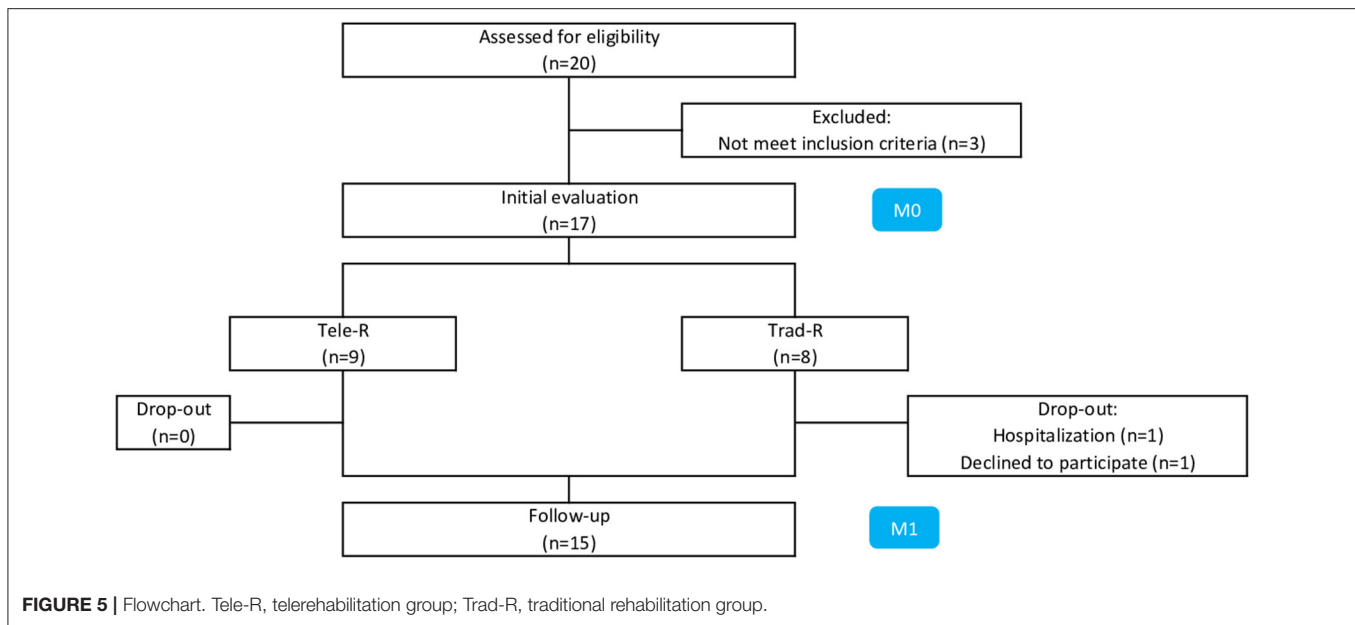 Assessed for eligibility
(n=20)
Excluded:
Not meet inclusion criteria (n=3)
Initial evaluation
(n=17)
M0
Tele-R
(n=9)
Trad-R
(n=8)
Drop-out
(n=0)
Drop-out:
Hospitalization (n=1)
Declined to participate (n=1)
Follow-up
(n=15)
M1
FIGURE 5 | Flowchart. Tele-R, telerehabilitation group; Trad-R, traditional rehabilitation group.